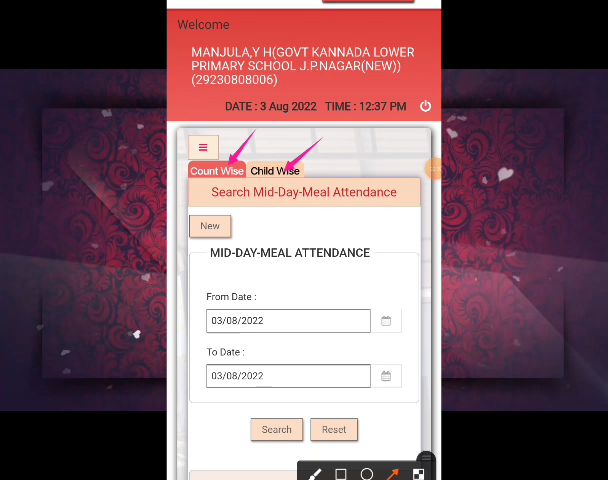 Welcome
MANJULA,Y H(GOVT KANNADA LOWER
PRIMARY SCHOOL J.P.NAGAR(NEW))
(29230808006)
DATE : 3 Aug 2022 TIME : 12:37 PM
Count Wise Child Wise
Search Mid-Day-Meal Attendance
New
MID-DAY-MEAL ATTENDANCE
From Date :
03/08/2022
To Date :
03/08/2022
Search Reset